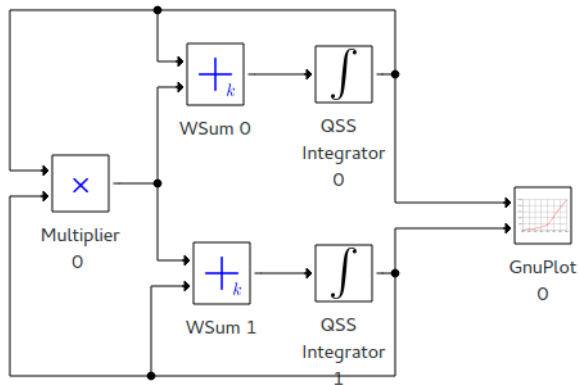 k
WSum 0
QSS
Integrator
0
×
Multiplier
0
k
WSum 1
QSS
Integrator
1
GnuPlot
0